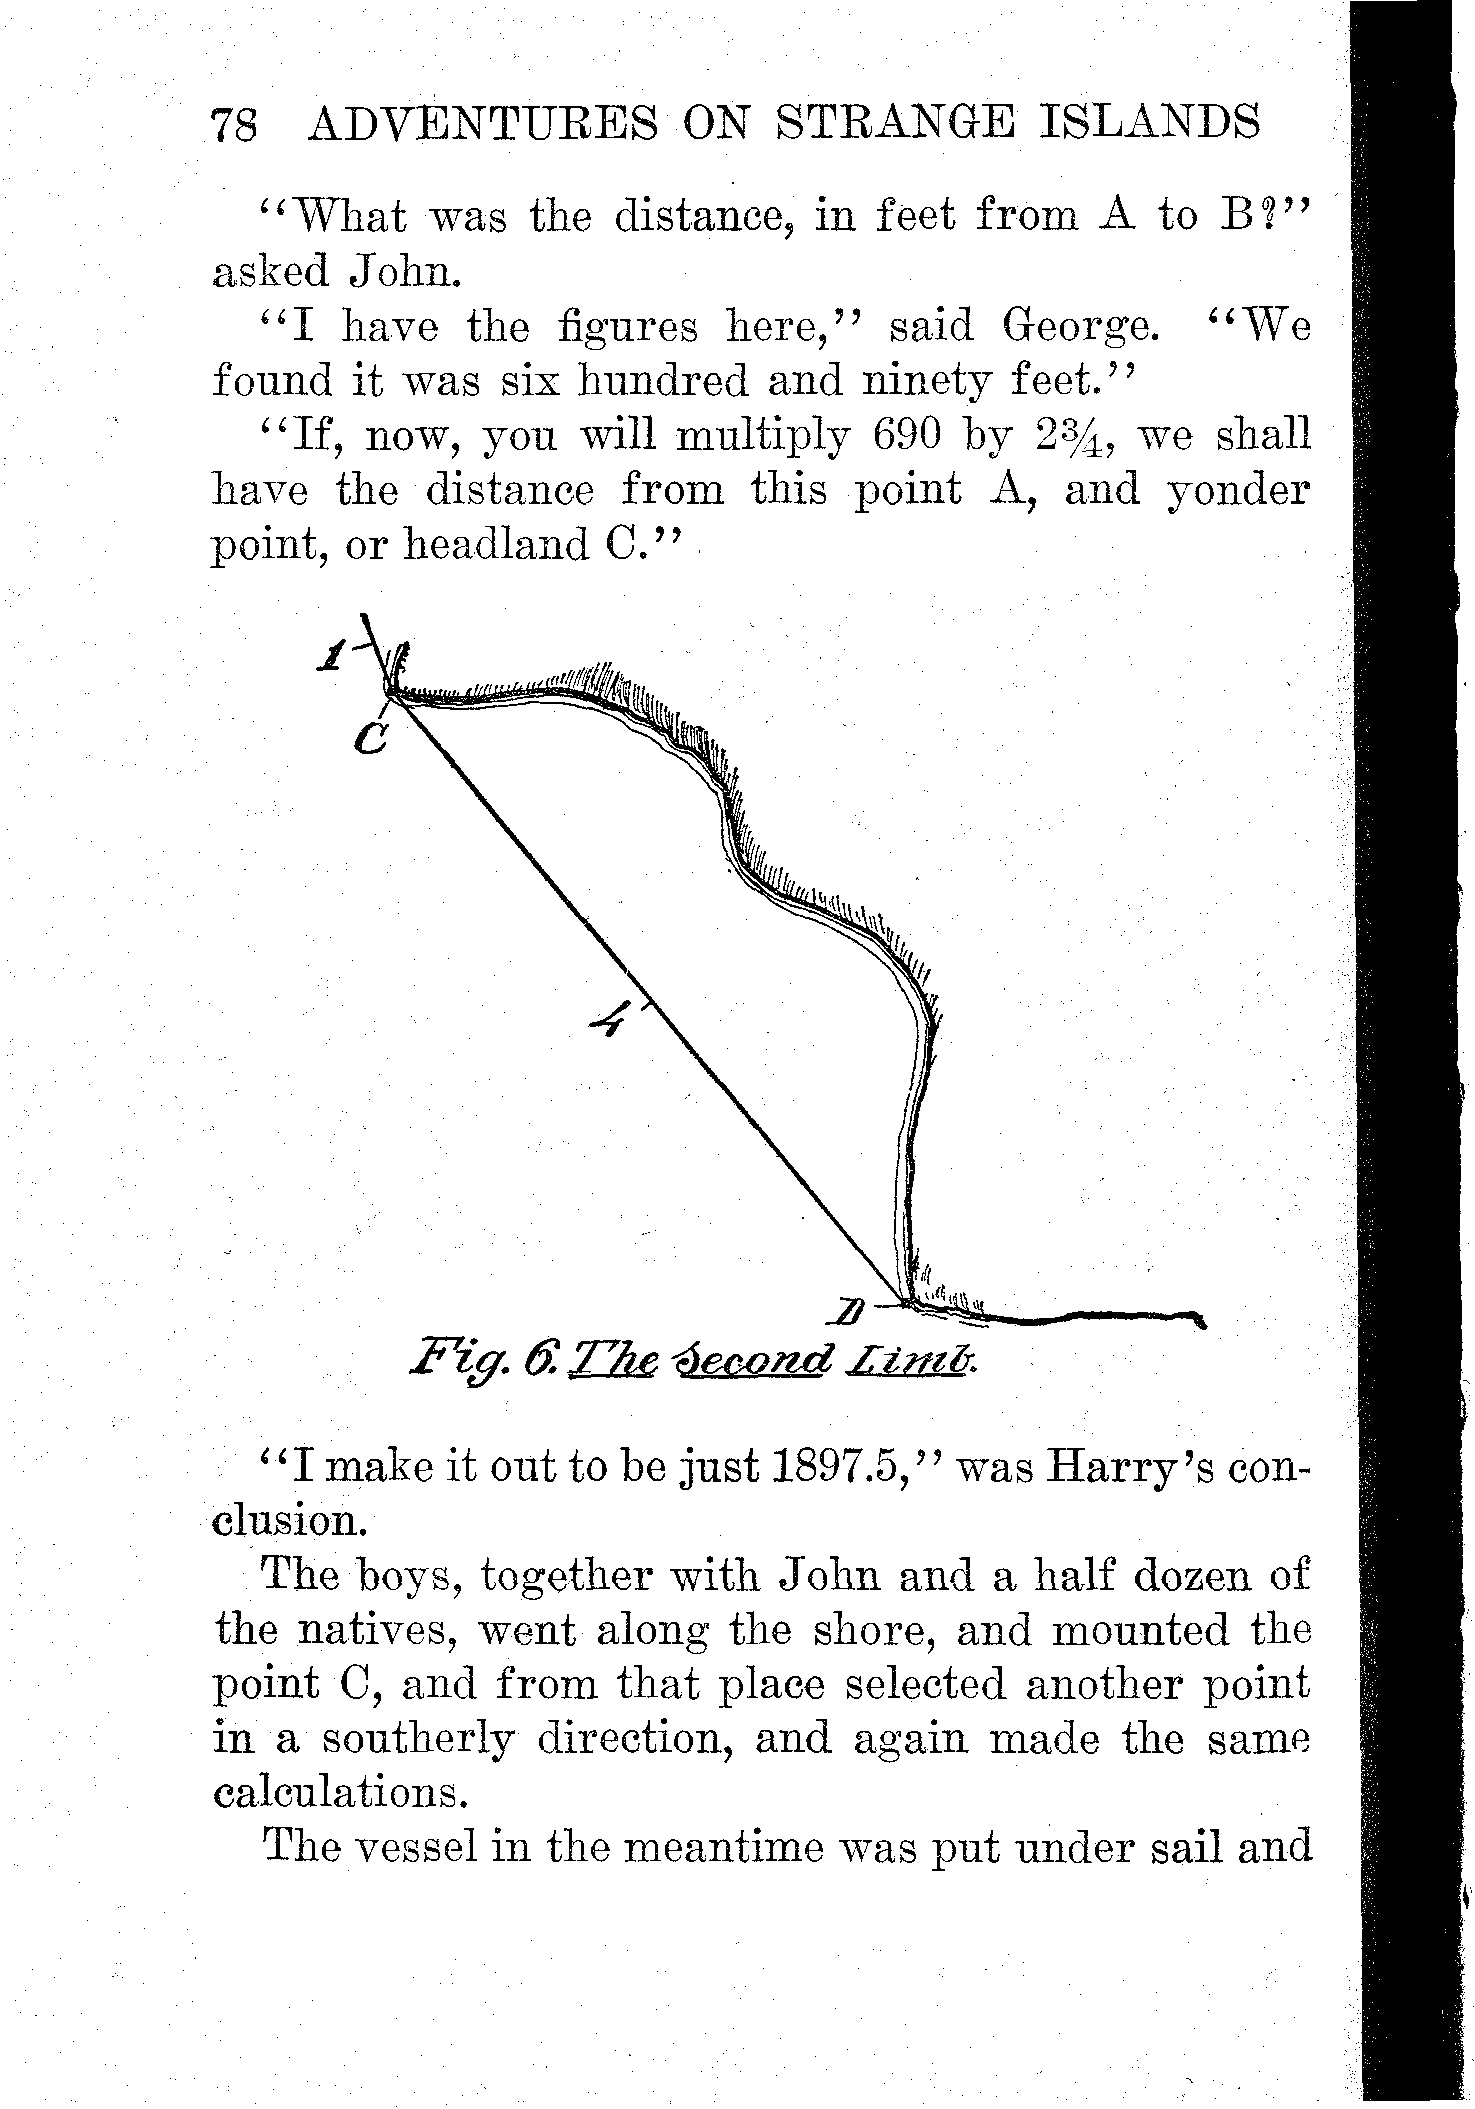 78 ADVENTURES ON STRANGE ISLANDS
“What was the distance, in feet from A to B?”
asked John.
“I have the figures here,” said George. “We
found it was six hundred and ninety feet.”
“If, now, you will multiply 690 by 2¾, we shall
have the distance from this point A, and yonder
point, or headland C.”
1
C
4
D
Fig. 6. The Second Limb.
“I make it out to be just 1897.5,” was Harry’s con-
clusion.
The boys, together with John and a half dozen of
the natives, went along the shore, and mounted the
point C, and from that place selected another point
in a southerly direction, and again made the same
calculations.
The vessel in the meantime was put under sail and